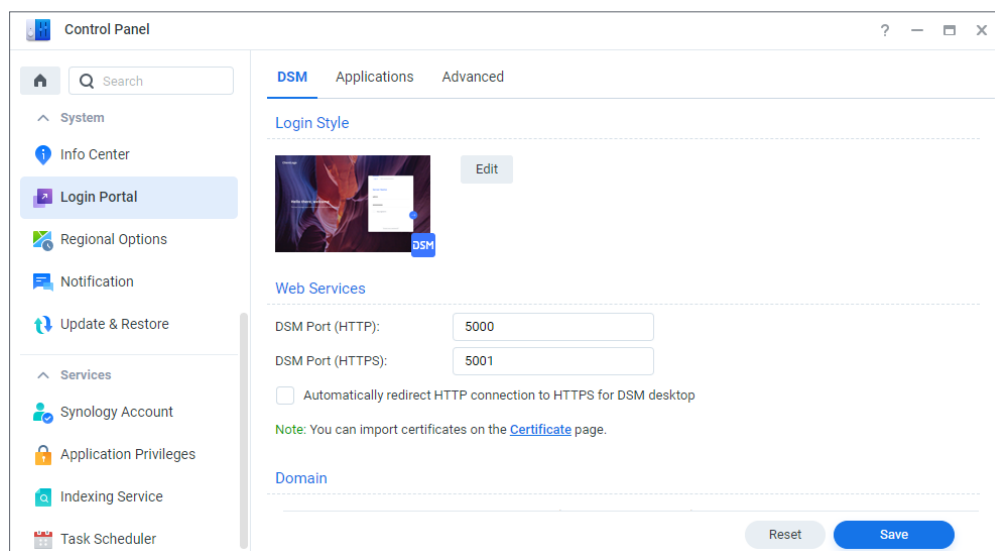 Control Panel
?
Search
DSM Applications Advanced
System
Info Center
Login Portal
Regional Options
Notification
Update & Restore
Services
Synology Account
Application Privileges
Indexing Service
Task Scheduler
Login Style
Edit
DSM
Web Services
DSM Port (HTTP): 5000
DSM Port (HTTPS): 5001
Automatically redirect HTTP connection to HTTPS for DSM desktop
Note: You can import certificates on the Certificate page.
Domain
Reset Save